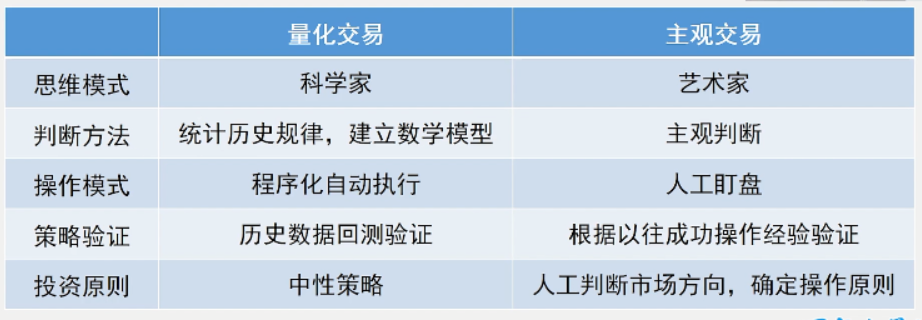 量化交易 主观交易
思维模式 科学家 艺术家
判断方法 统计历史规律，建立数学模型 主观判断
操作模式 程序化自动执行 人工盯盘
策略验证 历史数据回测验证 根据以往成功操作经验验证
投资原则 中性策略 人工判断市场方向，确定操作原则